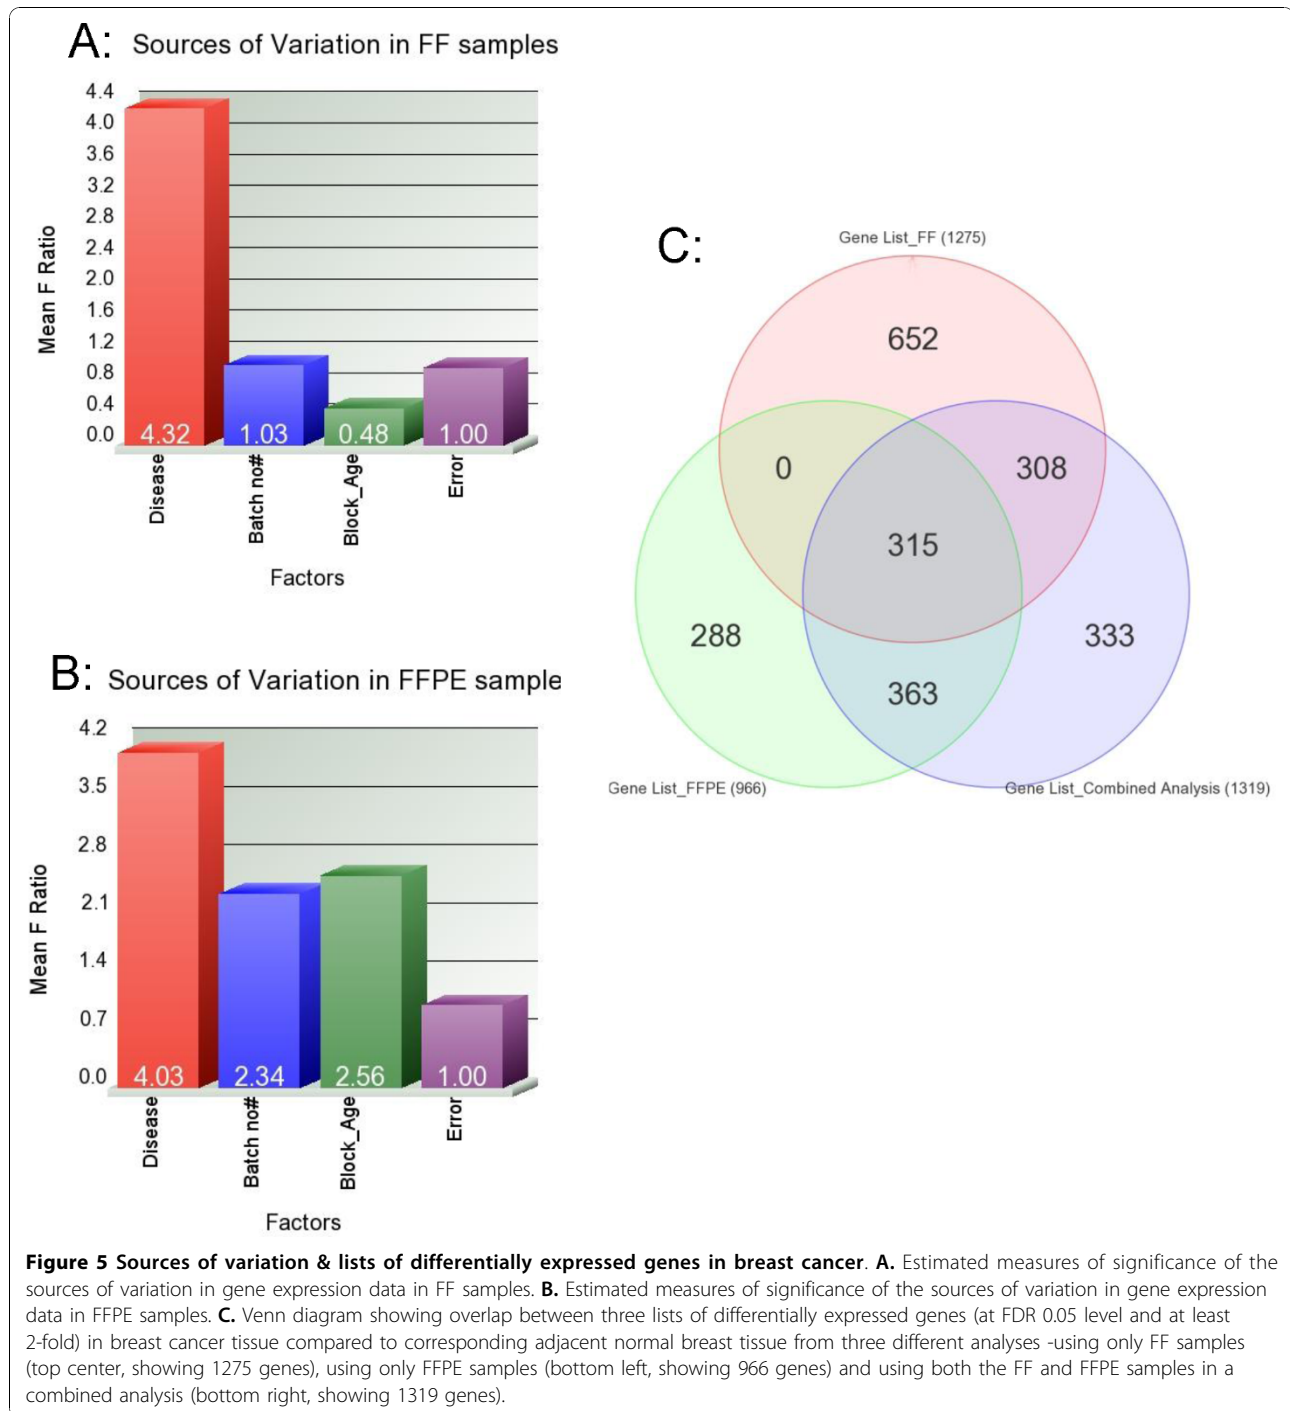 A: Sources of Variation in FF samples
4.4
4.0
3.6
3.2
2.8
2.4
2.0
1.6
1.2
0.8
0.4
0.0
Mean F Ratio
4.32 1.03 0.48 1.00
Disease
Batch no#
Block_Age
Error
Factors
B: Sources of Variation in FFPE sample
4.2
3.5
2.8
2.1
1.4
0.7
0.0
Mean F Ratio
4.03 2.34 2.56 1.00
Disease
Batch no#
Block_Age
Error
Factors
C:
Gene List_FF (1275)
652
0
308
315
288
333
363
Gene List_FFPE (966)
Gene List_Combined Analysis (1319)
Figure 5 Sources of variation & lists of differentially expressed genes in breast cancer. A. Estimated measures of significance of the
sources of variation in gene expression data in FF samples. B. Estimated measures of significance of the sources of variation in gene expression
data in FFPE samples. C. Venn diagram showing overlap between three lists of differentially expressed genes (at FDR 0.05 level and at least
2-fold) in breast cancer tissue compared to corresponding adjacent normal breast tissue from three different analyses -using only FF samples
(top center, showing 1275 genes), using only FFPE samples (bottom left, showing 966 genes) and using both the FF and FFPE samples in a
combined analysis (bottom right, showing 1319 genes).